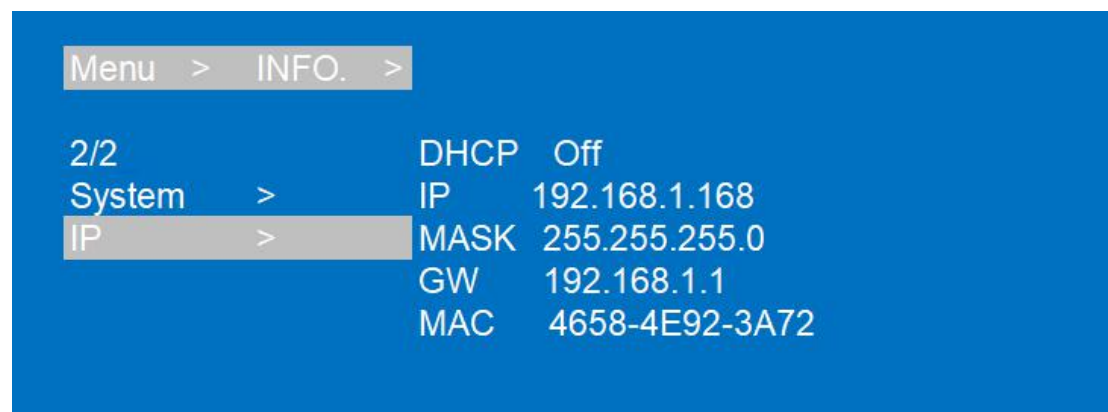 Menu > INFO. >
2/2
System >
IP >
DHCP Off
IP 192.168.1.168
MASK 255.255.255.0
GW 192.168.1.1
MAC 4658-4E92-3A72